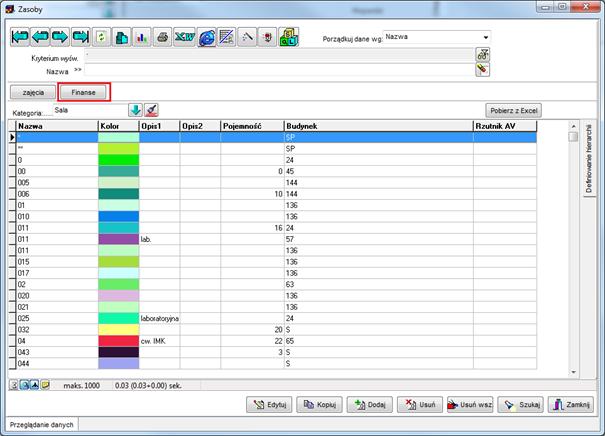 Zasoby
Porządkuj dane wg: Nazwa
Kryterium wyów.
Nazwa >>
zajęcia Finanse
Kategoria: Sala Pobierz z Excel
Nazwa Kolor Opis1 Opis2 Pojemność Budynek Rzutnik AV
* SP
** SP
0 24
00 0 45
005 144
006 10 144
01 136
010 136
011 16 24
011 lab. 57
011 136
015 136
017 136
02 63
020 136
021 136
025 laboratoryjna 24
032 20 S
04 cw. IMK 22 65
043 3 S
044 S
Definiowanie hierarchii
maks. 1000 0.03 (0.03+0.00) sek.
Edytuj Kopiuj Dodaj Usuń Usuń wsz Szukaj Zamknij
Przeglądanie danych